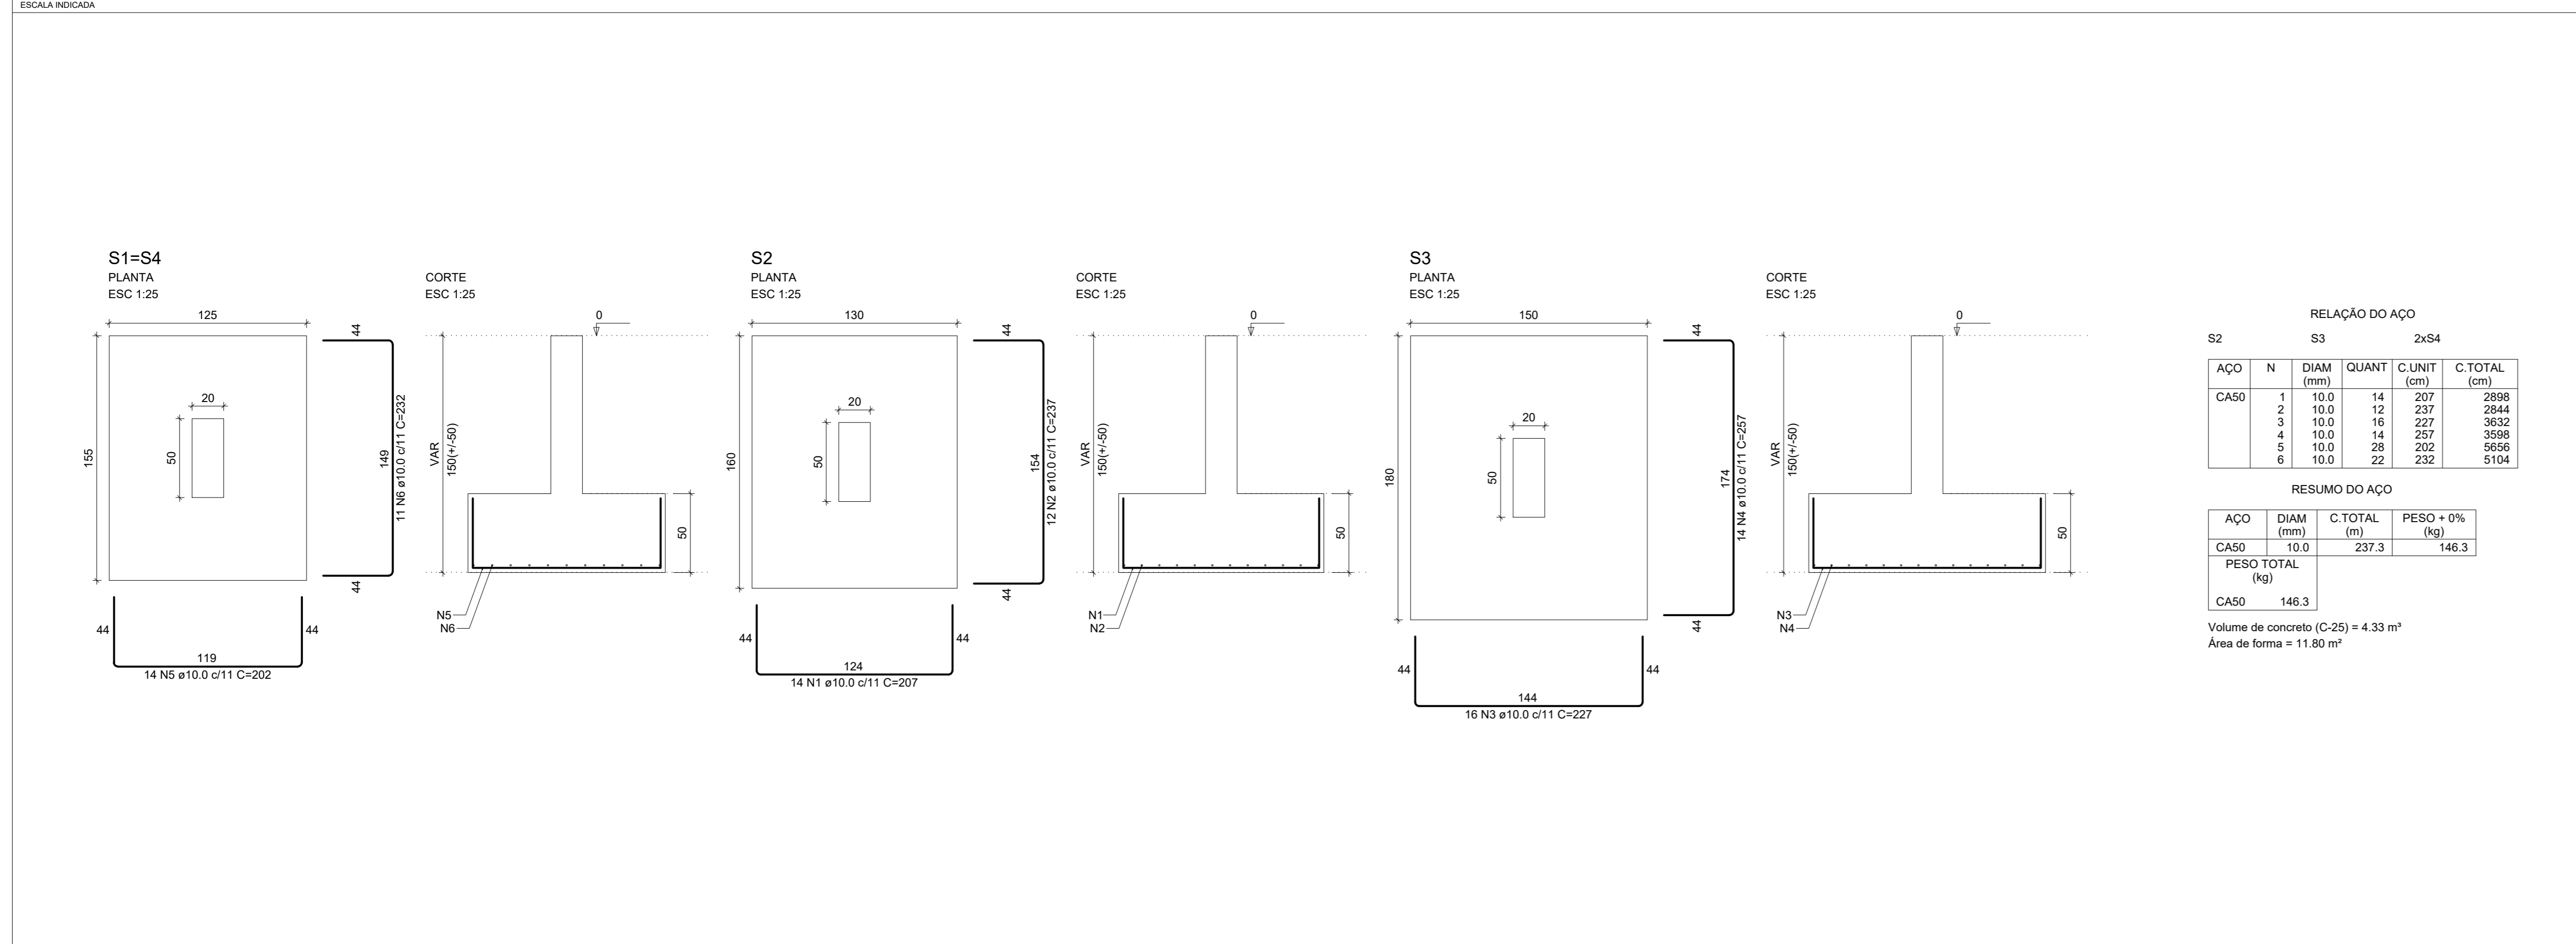 ESCALA INDICADA
S1=S4
PLANTA
ESC 1:25
125
155
20
50
44
149
11 N6 ø10.0 c/11 C=232
44
44
119
44
14 N5 ø10.0 c/11 C=202
CORTE
ESC 1:25
0
VAR
150(+/-50)
50
N5
N6
S2
PLANTA
ESC 1:25
130
160
20
50
44
154
12 N2 ø10.0 c/11 C=237
44
44
124
44
14 N1 ø10.0 c/11 C=207
CORTE
ESC 1:25
0
VAR
150(+/-50)
50
N1
N2
S3
PLANTA
ESC 1:25
150
180
20
50
44
174
14 N4 ø10.0 c/11 C=257
44
44
144
44
16 N3 ø10.0 c/11 C=227
CORTE
ESC 1:25
0
VAR
150(+/-50)
50
N3
N4
RELAÇÃO DO AÇO
S2 S3 2xS4
AÇO N DIAM QUANT C.UNIT C.TOTAL
(mm) (cm) (cm)
CA50 1 10.0 14 207 2898
2 10.0 12 237 2844
3 10.0 16 227 3632
4 10.0 14 257 3598
5 10.0 28 202 5656
6 10.0 22 232 5104
RESUMO DO AÇO
AÇO DIAM C.TOTAL PESO + 0%
(mm) (m) (kg)
CA50 10.0 237.3 146.3
PESO TOTAL
(kg)
CA50 146.3
Volume de concreto (C-25) = 4.33 m³
Área de forma = 11.80 m²